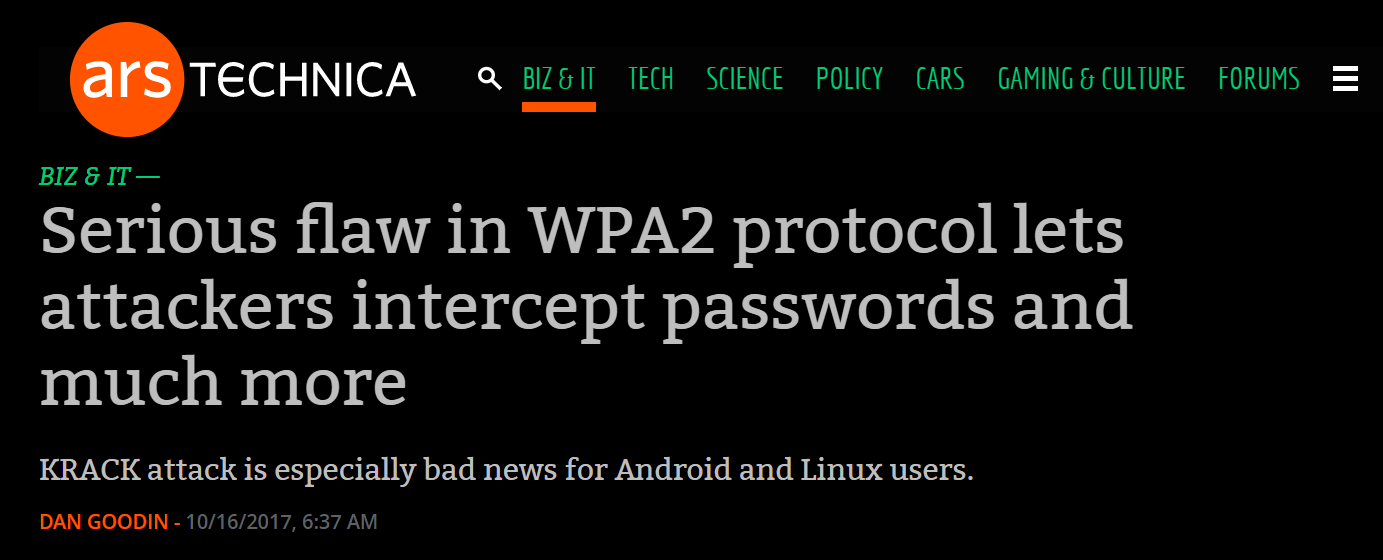 ars TECHNICA
BIZ & IT TECH SCIENCE POLICY CARS GAMING & CULTURE FORUMS
BIZ & IT —
Serious flaw in WPA2 protocol lets
attackers intercept passwords and
much more
KRACK attack is especially bad news for Android and Linux users.
DAN GOODIN - 10/16/2017, 6:37 AM